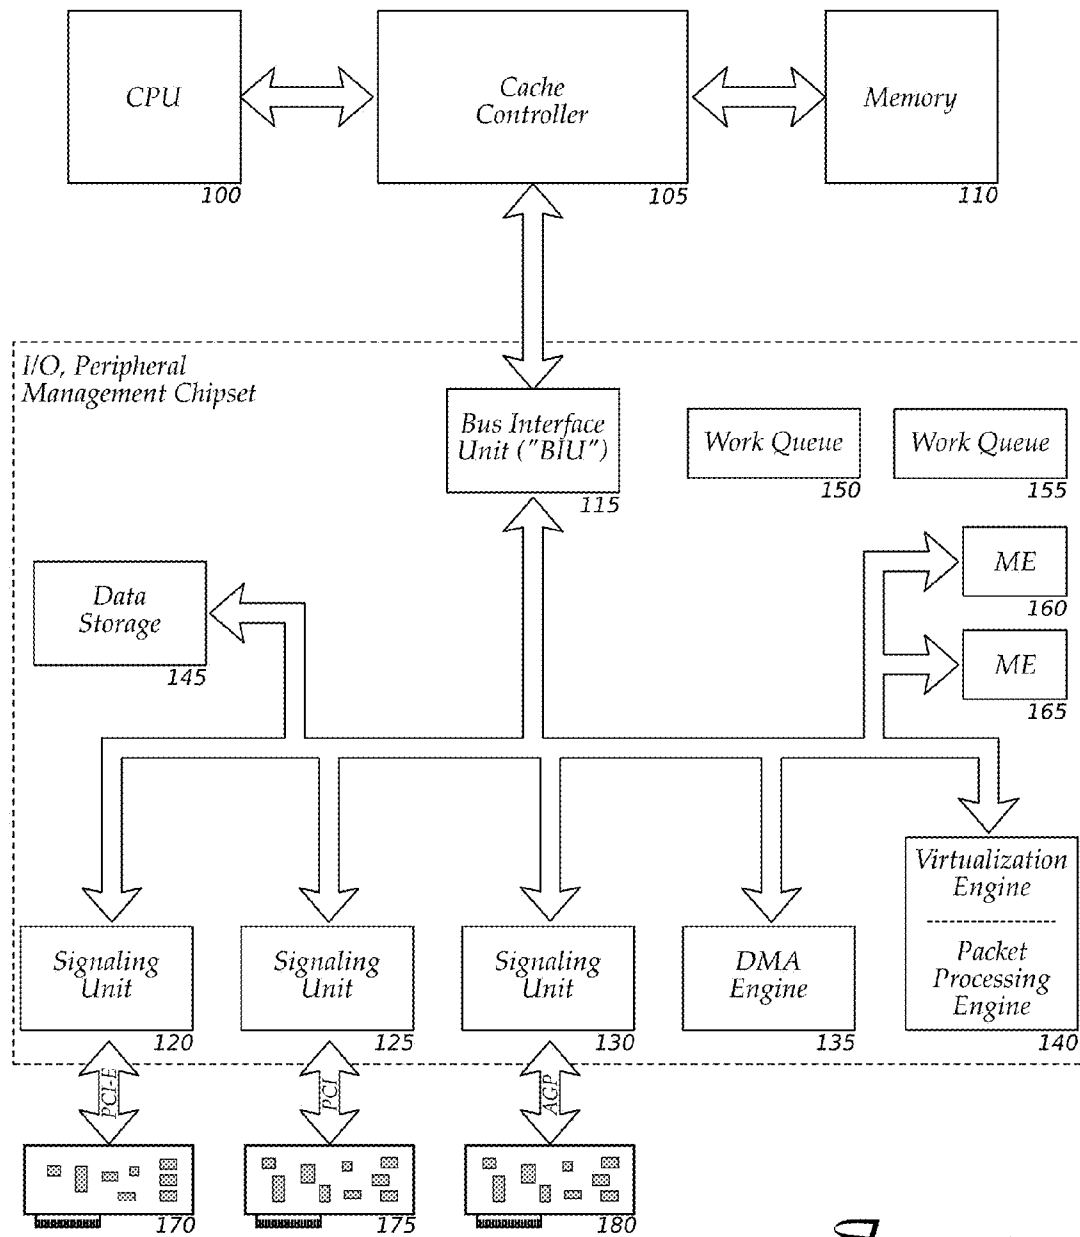 CPU
100
Cache
Controller
105
Memory
110
I/O, Peripheral
Management Chipset
Bus Interface
Unit ("BIU")
115
Work Queue
150
Work Queue
155
ME
160
ME
165
Data
Storage
145
Virtualization
Engine
Packet
Processing
Engine
140
Signaling
Unit
120
Signaling
Unit
125
Signaling
Unit
130
DMA
Engine
135
PCI-E
PCI
AGP
170
175
180